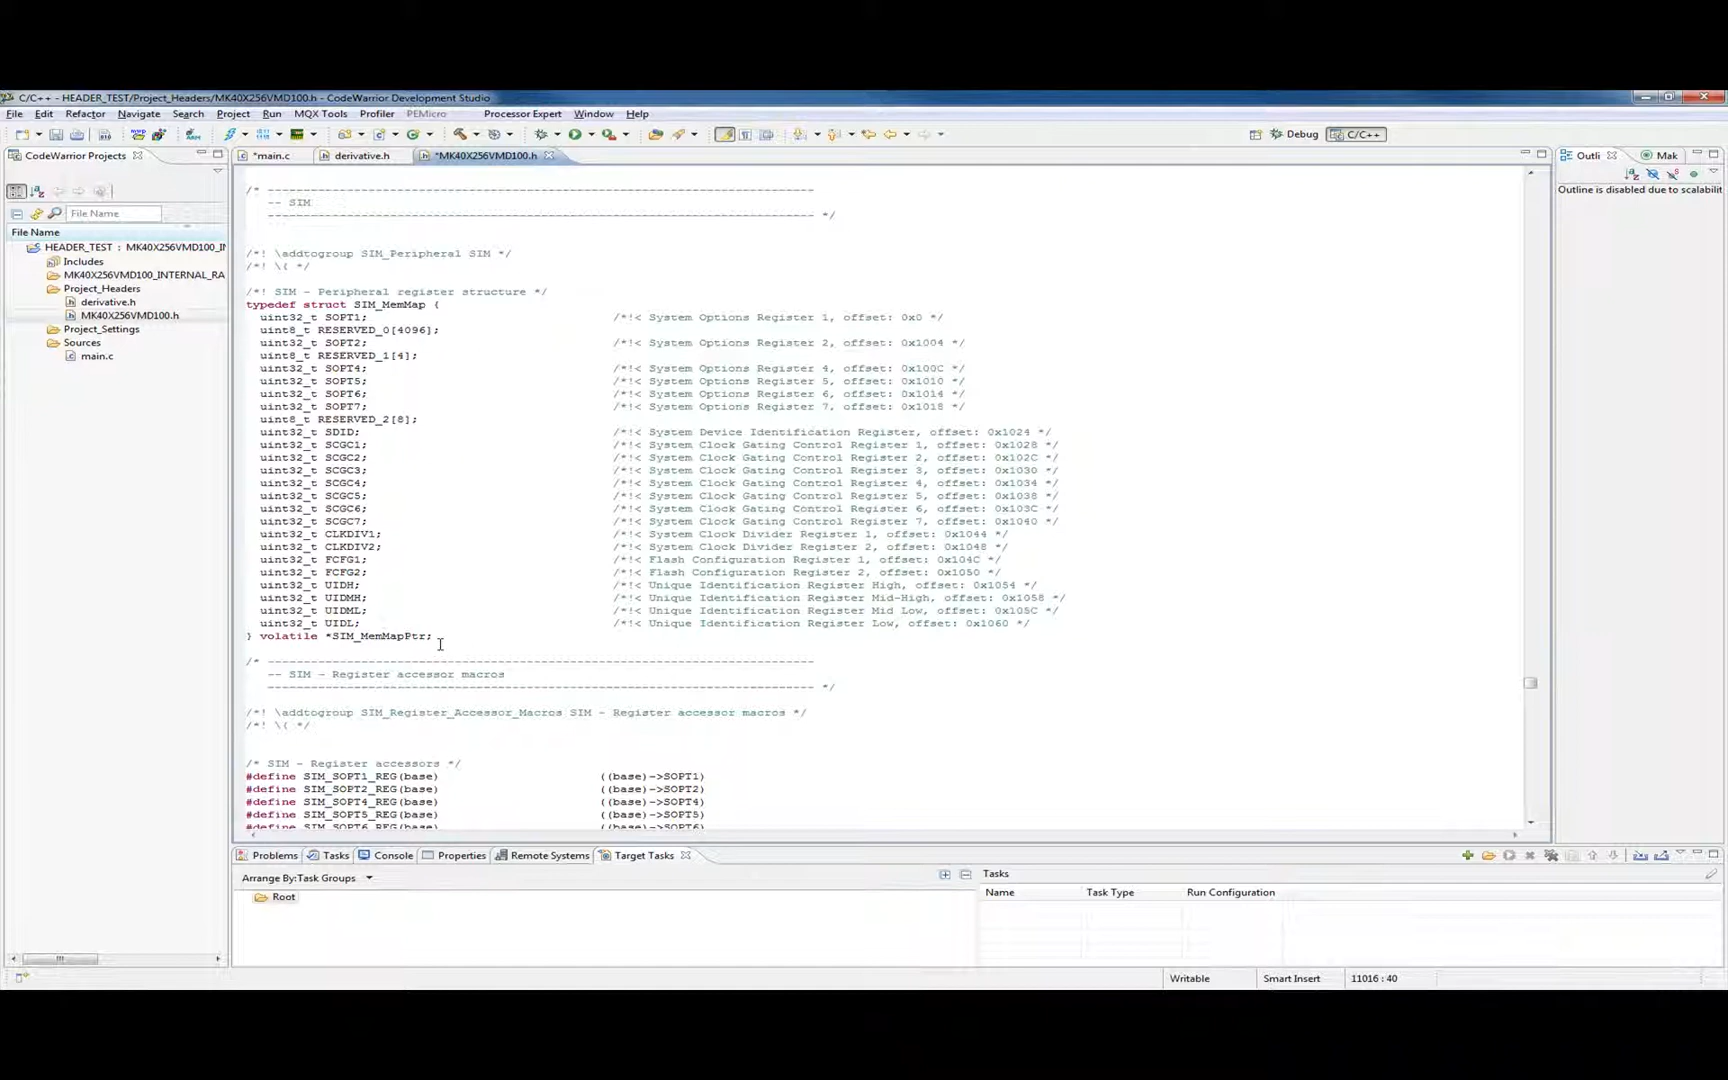 C/C++ - HEADER_TEST/Project_Headers/MK40X256VMD100.h - CodeWarrior Development Studio
File Edit Refactor Navigate Search Project Run MQX Tools Profiler PEMicro Processor Expert Window Help
Debug C/C++
CodeWarrior Projects
*main.c derivative.h *MK40X256VMD100.h
Outli Mak
Outline is disabled due to scalabilit
File Name
File Name
HEADER_TEST : MK40X256VMD100_IN
Includes
MK40X256VMD100_INTERNAL_RA
Project_Headers
derivative.h
MK40X256VMD100.h
Project_Settings
Sources
main.c
/* ----------------------------------------------------------------------------
-- SIM
---------------------------------------------------------------------------- */
/*! \addtogroup SIM_Peripheral SIM */
/*! \{ */
/*! SIM - Peripheral register structure */
typedef struct SIM_MemMap {
uint32_t SOPT1; /*!< System Options Register 1, offset: 0x0 */
uint8_t RESERVED_0[4096];
uint32_t SOPT2; /*!< System Options Register 2, offset: 0x1004 */
uint8_t RESERVED_1[4];
uint32_t SOPT4; /*!< System Options Register 4, offset: 0x100C */
uint32_t SOPT5; /*!< System Options Register 5, offset: 0x1010 */
uint32_t SOPT6; /*!< System Options Register 6, offset: 0x1014 */
uint32_t SOPT7; /*!< System Options Register 7, offset: 0x1018 */
uint8_t RESERVED_2[8];
uint32_t SDID; /*!< System Device Identification Register, offset: 0x1024 */
uint32_t SCGC1; /*!< System Clock Gating Control Register 1, offset: 0x1028 */
uint32_t SCGC2; /*!< System Clock Gating Control Register 2, offset: 0x102C */
uint32_t SCGC3; /*!< System Clock Gating Control Register 3, offset: 0x1030 */
uint32_t SCGC4; /*!< System Clock Gating Control Register 4, offset: 0x1034 */
uint32_t SCGC5; /*!< System Clock Gating Control Register 5, offset: 0x1038 */
uint32_t SCGC6; /*!< System Clock Gating Control Register 6, offset: 0x103C */
uint32_t SCGC7; /*!< System Clock Gating Control Register 7, offset: 0x1040 */
uint32_t CLKDIV1; /*!< System Clock Divider Register 1, offset: 0x1044 */
uint32_t CLKDIV2; /*!< System Clock Divider Register 2, offset: 0x1048 */
uint32_t FCFG1; /*!< Flash Configuration Register 1, offset: 0x104C */
uint32_t FCFG2; /*!< Flash Configuration Register 2, offset: 0x1050 */
uint32_t UIDH; /*!< Unique Identification Register High, offset: 0x1054 */
uint32_t UIDMH; /*!< Unique Identification Register Mid-High, offset: 0x1058 */
uint32_t UIDML; /*!< Unique Identification Register Mid Low, offset: 0x105C */
uint32_t UIDL; /*!< Unique Identification Register Low, offset: 0x1060 */
} volatile *SIM_MemMapPtr;
/* ----------------------------------------------------------------------------
-- SIM - Register accessor macros
---------------------------------------------------------------------------- */
/*! \addtogroup SIM_Register_Accessor_Macros SIM - Register accessor macros */
/*! \{ */
/* SIM - Register accessors */
#define SIM_SOPT1_REG(base) ((base)->SOPT1)
#define SIM_SOPT2_REG(base) ((base)->SOPT2)
#define SIM_SOPT4_REG(base) ((base)->SOPT4)
#define SIM_SOPT5_REG(base) ((base)->SOPT5)
#define SIM_SOPT6_REG(base) ((base)->SOPT6)
Problems Tasks Console Properties Remote Systems Target Tasks
Arrange By:Task Groups
Root
Tasks
Name Task Type Run Configuration
Writable Smart Insert 11016 : 40